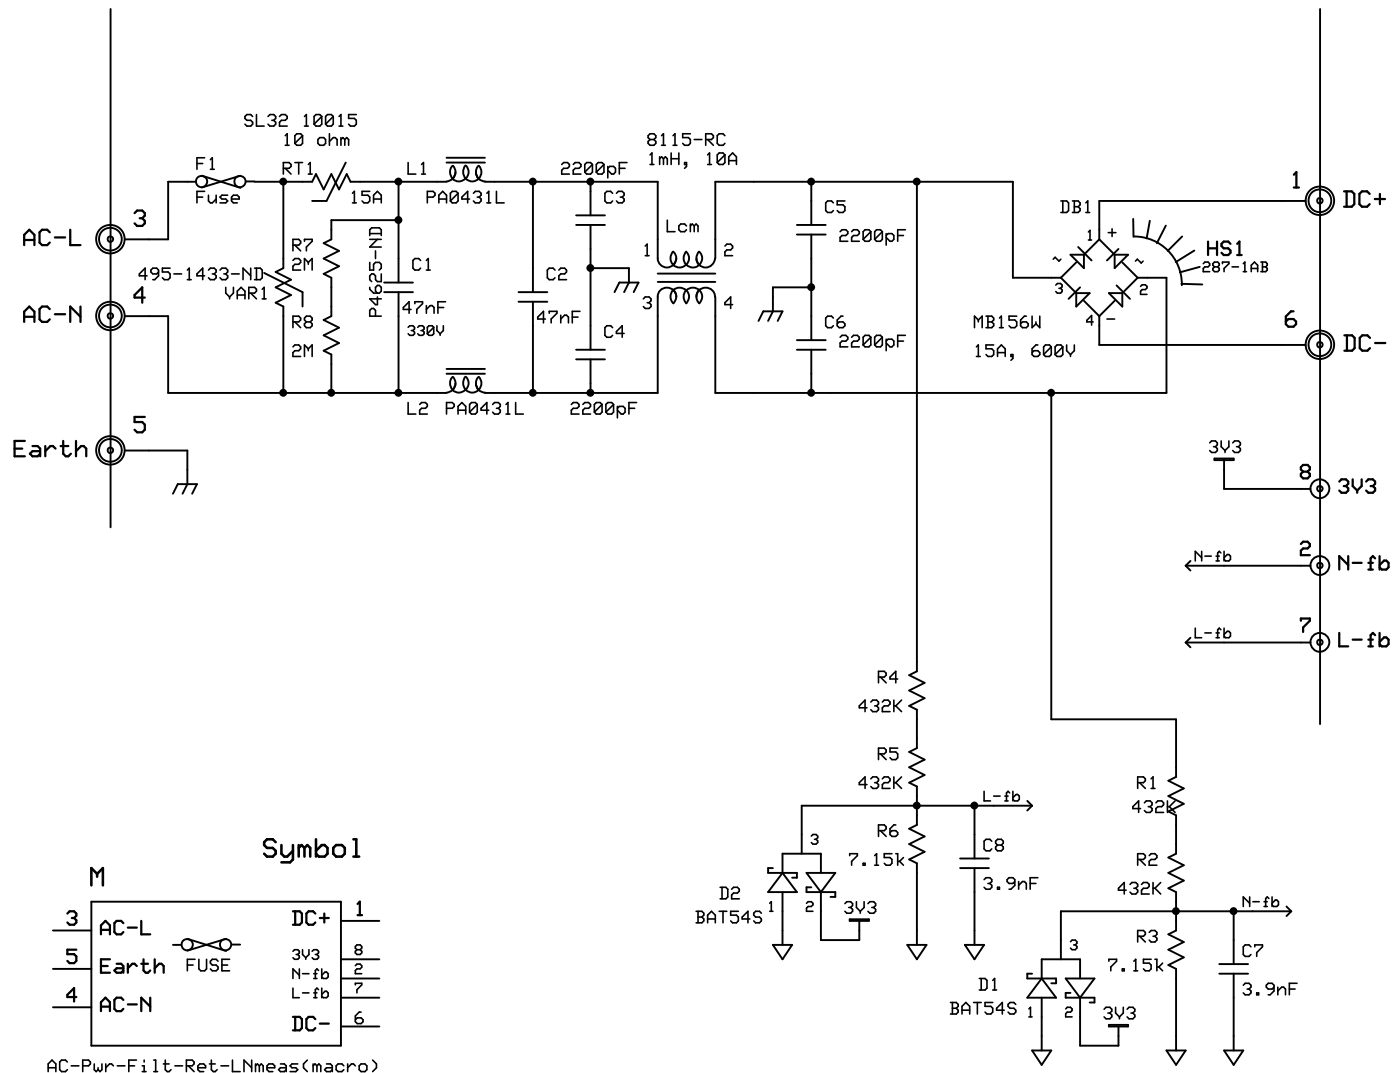 SL32 10015
10 ohm
F1
Fuse
RT1
15A
L1
PA0431L
2200pF
C3
8115-RC
1mH, 10A
Lcm
1
2
3
4
C5
2200pF
C6
2200pF
DB1
1
+
~
~
3
2
4
-
HS1
287-1AB
MB156W
15A, 600V
1
DC+
6
DC-
3
AC-L
4
AC-N
5
Earth
495-1433-ND
VAR1
R7
2M
R8
2M
P4625-ND
C1
47nF
330V
C2
47nF
C4
2200pF
L2
PA0431L
3V3
8
3V3
N-fb
2
N-fb
L-fb
7
L-fb
R4
432K
R5
432K
L-fb
R6
7.15k
C8
3.9nF
3
D2
BAT54S
1
2
3V3
R1
432K
R2
432K
N-fb
R3
7.15k
C7
3.9nF
3
D1
BAT54S
1
2
3V3
Symbol
M
3
AC-L
5
Earth
4
AC-N
FUSE
DC+
1
3V3
8
N-fb
2
L-fb
7
DC-
6
AC-Pwr-Filt-Ret-LNmeas(macro)